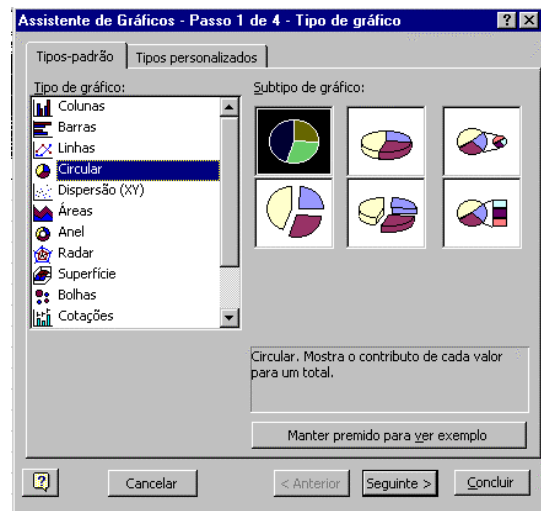 Assistente de Gráficos - Passo 1 de 4 - Tipo de gráfico
Tipos-padrão Tipos personalizados
Tipo de gráfico: Subtipo de gráfico:
Colunas
Barras
Linhas
Circular
Dispersão (XY)
Áreas
Anel
Radar
Superfície
Bolhas
Cotações
Circular. Mostra o contributo de cada valor
para um total.
Manter premido para ver exemplo
Cancelar < Anterior Seguinte > Concluir